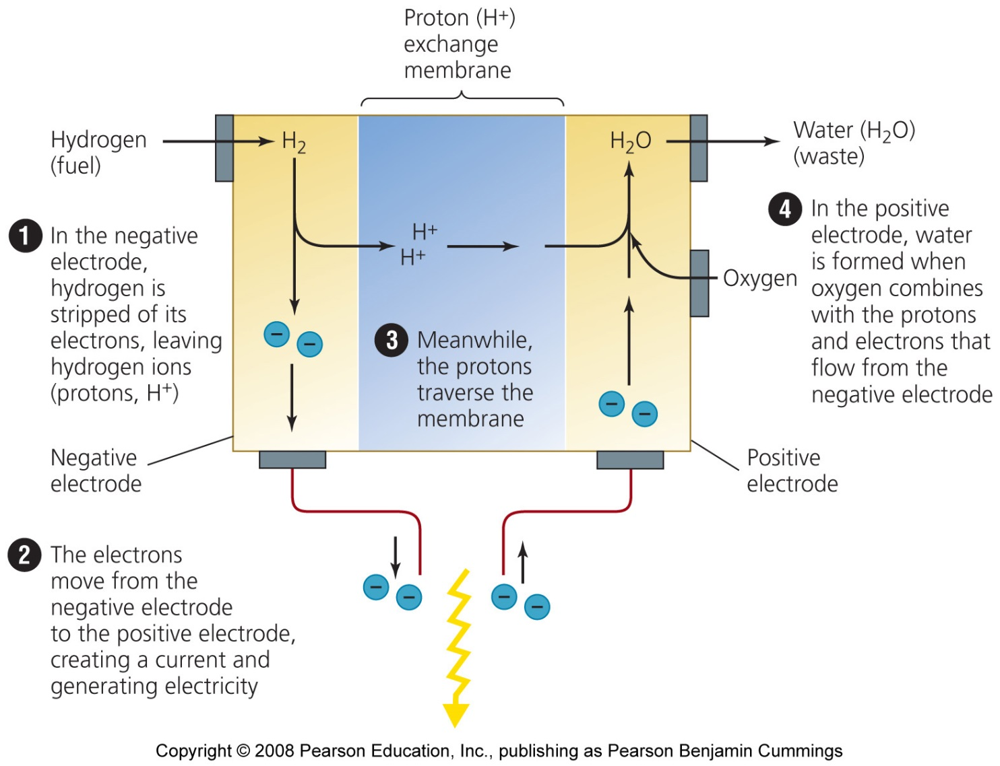 Proton (H+)
exchange
membrane
Hydrogen
(fuel)
H2
H2O
Water (H2O)
(waste)
1 In the negative
electrode,
hydrogen is
stripped of its
electrons, leaving
hydrogen ions
(protons, H+)
H+
H+
Oxygen
4 In the positive
electrode, water
is formed when
oxygen combines
with the protons
and electrons that
flow from the
negative electrode
3 Meanwhile,
the protons
traverse the
membrane
−
−
−
−
Negative
electrode
Positive
electrode
2 The electrons
move from the
negative electrode
to the positive electrode,
creating a current and
generating electricity
−
−
−
−
Copyright © 2008 Pearson Education, Inc., publishing as Pearson Benjamin Cummings